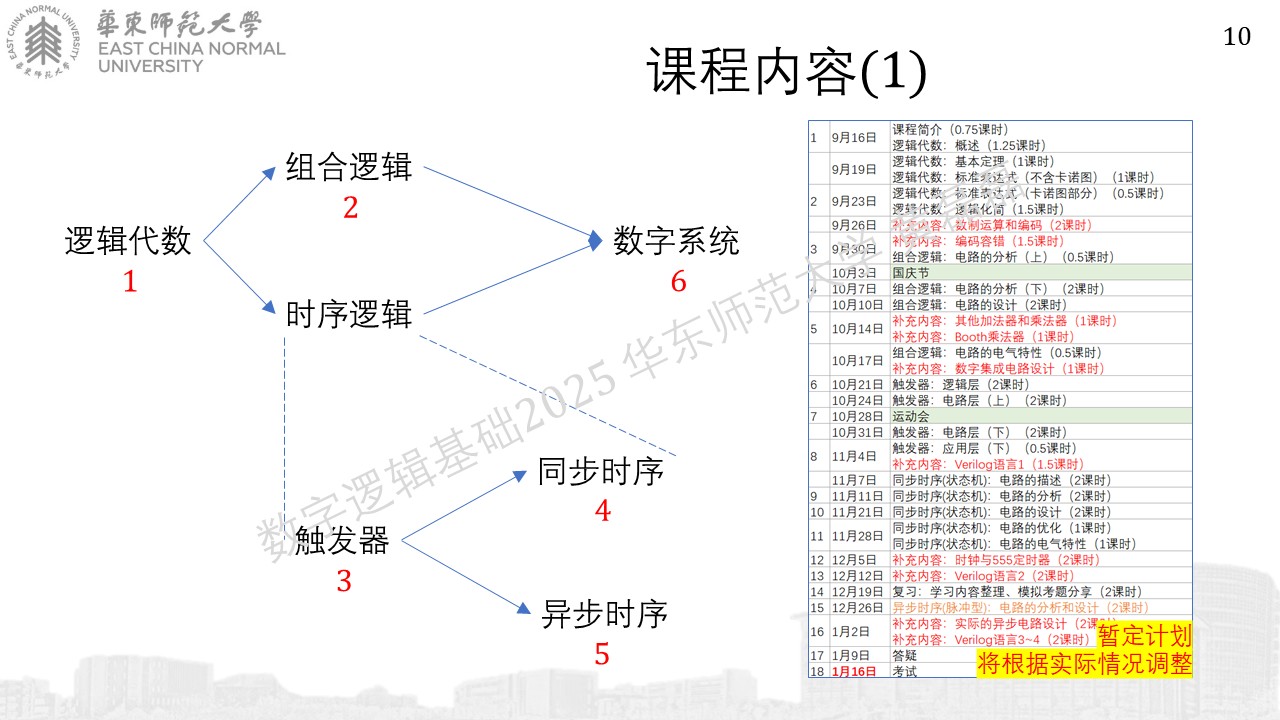 EAST CHINA NORMAL UNIVERSITY
華東师范大学
華東师范大学
EAST CHINA NORMAL
UNIVERSITY
10
课程内容(1)
逻辑代数
1
组合逻辑
2
时序逻辑
数字系统
6
触发器
3
同步时序
4
异步时序
5
数字逻辑基础2025 华东师范大学
1 9月16日 课程简介（0.75课时）
逻辑代数：概述（1.25课时）
9月19日 逻辑代数：基本定理（1课时）
逻辑代数：标准表达式（不含卡诺图）（1课时）
2 9月23日 逻辑代数：标准表达式（卡诺图部分）（0.5课时）
逻辑代数：逻辑化简（1.5课时）
9月26日 补充内容：数制运算和编码（2课时）
3 9月30日 补充内容：编码容错（1.5课时）
组合逻辑：电路的分析（上）（0.5课时）
10月3日 国庆节
4 10月7日 组合逻辑：电路的分析（下）（2课时）
10月10日 组合逻辑：电路的设计（2课时）
5 10月14日 补充内容：其他加法器和乘法器（1课时）
补充内容：Booth乘法器（1课时）
10月17日 组合逻辑：电路的电气特性（0.5课时）
补充内容：数字集成电路设计（1课时）
6 10月21日 触发器：逻辑层（2课时）
10月24日 触发器：电路层（上）（2课时）
7 10月28日 运动会
10月31日 触发器：电路层（下）（2课时）
8 11月4日 触发器：应用层（下）（0.5课时）
补充内容：Verilog语言1（1.5课时）
11月7日 同步时序(状态机)：电路的描述（2课时）
9 11月11日 同步时序(状态机)：电路的分析（2课时）
10 11月21日 同步时序(状态机)：电路的设计（2课时）
11 11月28日 同步时序(状态机)：电路的优化（1课时）
同步时序(状态机)：电路的电气特性（1课时）
12 12月5日 补充内容：时钟与555定时器（2课时）
13 12月12日 补充内容：Verilog语言2（2课时）
14 12月19日 复习：学习内容整理、模拟考题分享（2课时）
15 12月26日 异步时序(脉冲型)：电路的分析和设计（2课时）
16 1月2日 补充内容：实际的异步电路设计（2课
补充内容：Verilog语言3~4（2课时）
17 1月9日 答疑
18 1月16日 考试
暂定计划
将根据实际情况调整